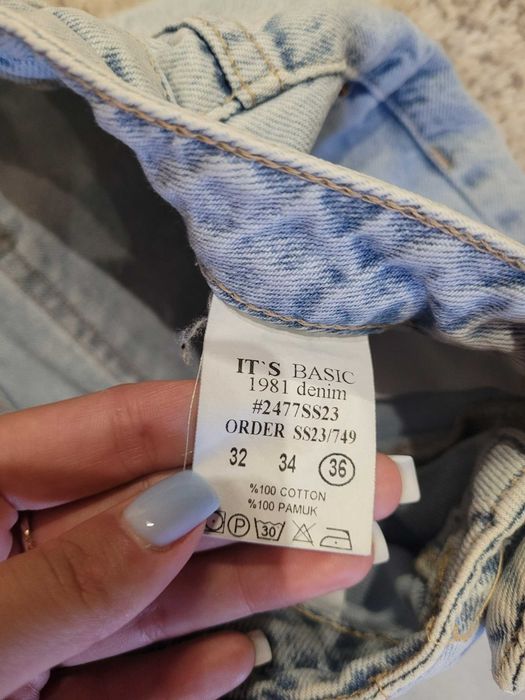 IT`S BASIC
1981 denim
#2477SS23
ORDER SS23/749
32 34 36
%100 COTTON
%100 PAMUK
P 30